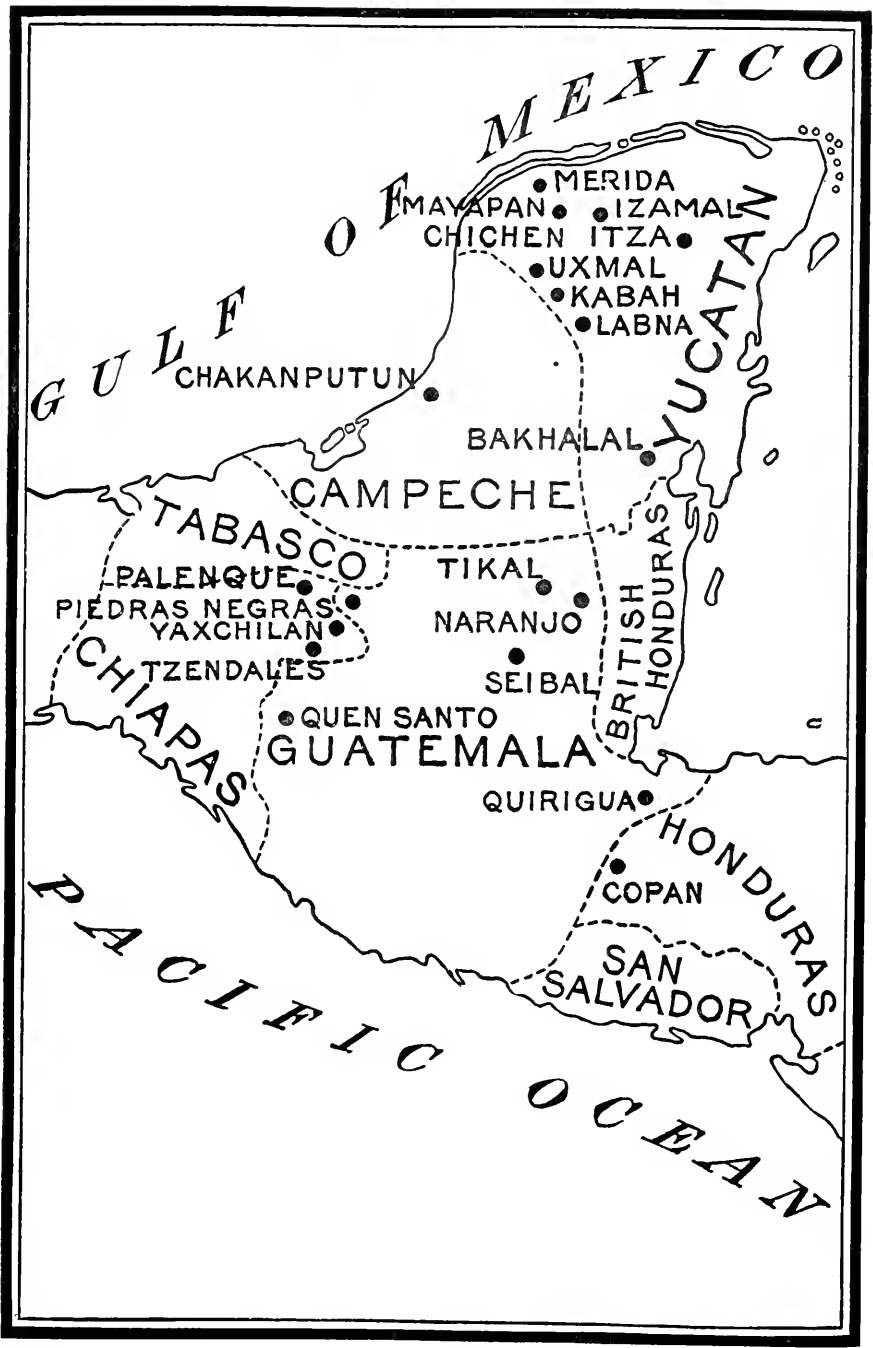 GULF OF MEXICO
MERIDA
MAYAPAN
IZAMAL
CHICHEN ITZA
UXMAL
KABAH
LABNA
YUCATAN
CHAKANPUTUN
BAKHALAL
CAMPECHE
TABASCO
PALENQUE
PIEDRAS NEGRAS
YAXCHILAN
TZENDALES
CHIAPAS
TIKAL
NARANJO
SEIBAL
BRITISH
HONDURAS
QUEN SANTO
GUATEMALA
QUIRIGUA
HONDURAS
COPAN
SAN
SALVADOR
PACIFIC OCEAN